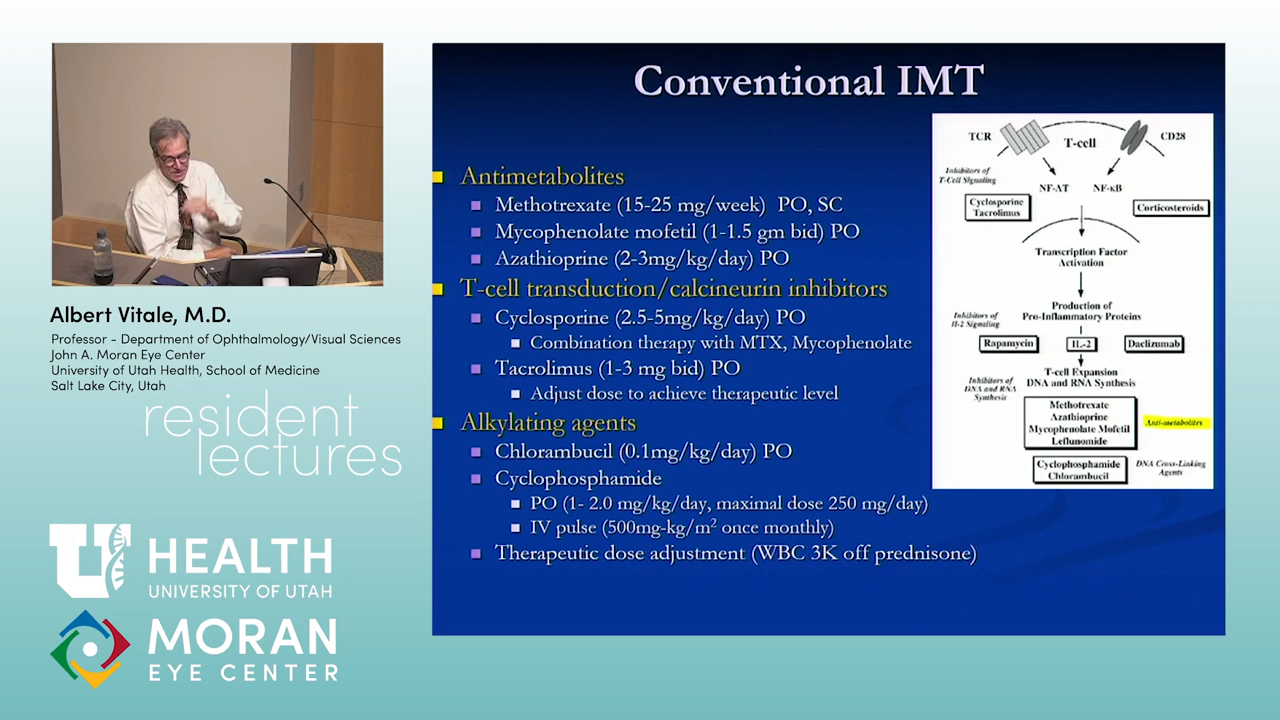 Conventional IMT
Antimetabolites
Methotrexate (15-25 mg/week) PO, SC
Mycophenolate mofetil (1-1.5 gm bid) PO
Azathioprine (2-3mg/kg/day) PO
T-cell transduction/calcineurin inhibitors
Cyclosporine (2.5-5mg/kg/day) PO
Combination therapy with MTX, Mycophenolate
Tacrolimus (1-3 mg bid) PO
Adjust dose to achieve therapeutic level
Alkylating agents
Chlorambucil (0.1mg/kg/day) PO
Cyclophosphamide
PO (1- 2.0 mg/kg/day, maximal dose 250 mg/day)
IV pulse (500mg-kg/m² once monthly)
Therapeutic dose adjustment (WBC 3K off prednisone)
TCR
T-cell
CD28
Inhibitors of
T-Cell Signaling
NF-AT
NF-κB
Cyclosporine
Tacrolimus
Corticosteroids
Transcription Factor
Activation
Production of
Pro-Inflammatory Proteins
Inhibitors of
Il-2 Signaling
Rapamycin
IL-2
Daclizumab
T-cell Expansion
DNA and RNA Synthesis
Inhibitors of
DNA and RNA
Synthesis
Methotrexate
Azathioprine
Mycophenolate Mofetil
Leflunomide
Anti-metabolites
Cyclophosphamide
Chlorambucil
DNA Cross-Linking
Agents
Albert Vitale, M.D.
Professor - Department of Ophthalmology/Visual Sciences
John A. Moran Eye Center
University of Utah Health, School of Medicine
Salt Lake City, Utah
resident
lectures
U HEALTH
UNIVERSITY OF UTAH
MORAN
EYE CENTER